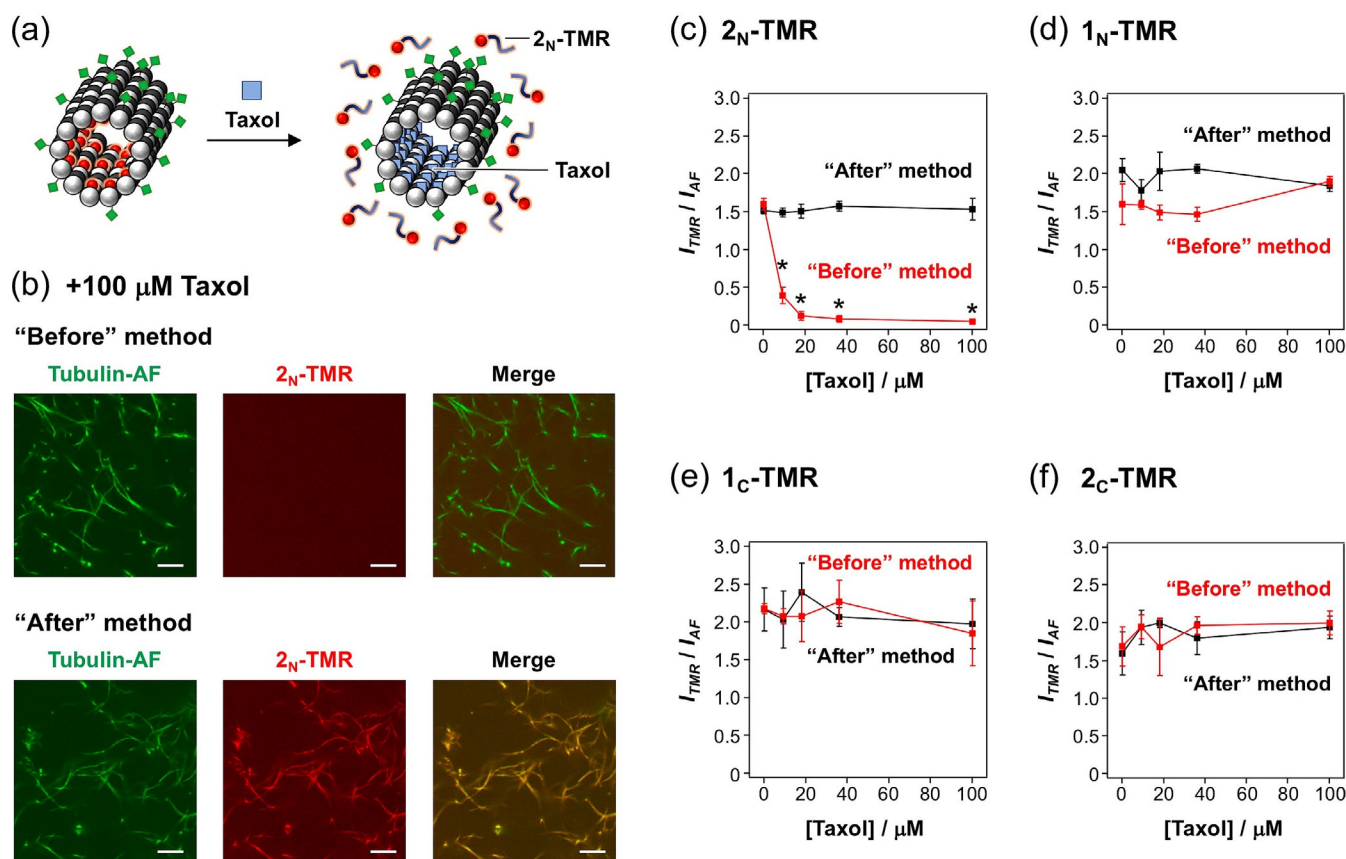 (a)
2N-TMR
Taxol
Taxol
(b) +100 μM Taxol
“Before” method
Tubulin-AF 2N-TMR Merge
“After” method
Tubulin-AF 2N-TMR Merge
(c) 2N-TMR
3.0
2.5
2.0
1.5
1.0
0.5
0
ITMR / IAF
“After” method
“Before” method
*
*
*
*
0 20 40 60 80 100
[Taxol] / μM
(d) 1N-TMR
3.0
2.5
2.0
1.5
1.0
0.5
0
ITMR / IAF
“After” method
“Before” method
0 20 40 60 80 100
[Taxol] / μM
(e) 1C-TMR
3.0
2.5
2.0
1.5
1.0
0.5
0
ITMR / IAF
“Before” method
“After” method
0 20 40 60 80 100
[Taxol] / μM
(f) 2C-TMR
3.0
2.5
2.0
1.5
1.0
0.5
0
ITMR / IAF
“Before” method
“After” method
0 20 40 60 80 100
[Taxol] / μM